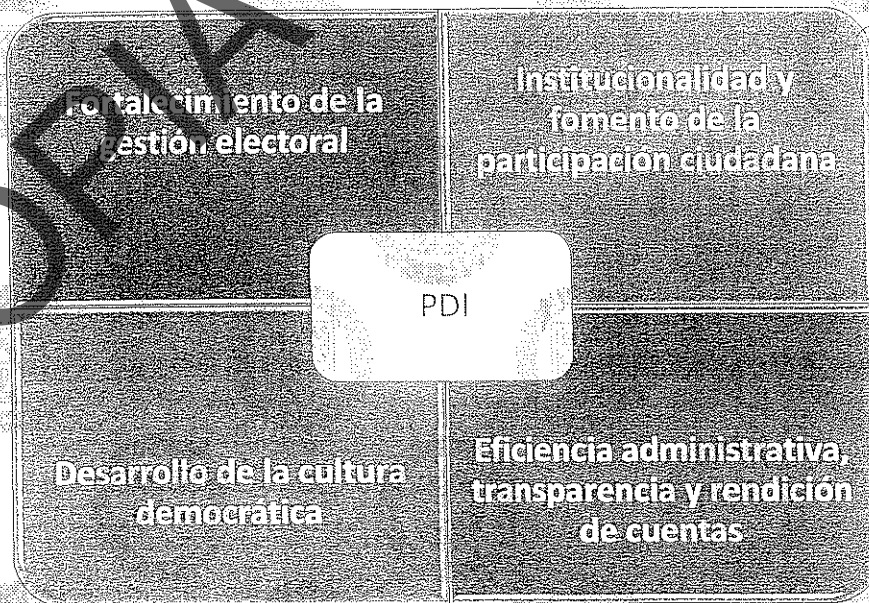 Fortalecimiento de la
gestión electoral
Institucionalidad y
fomento de la
participación ciudadana
PDI
Desarrollo de la cultura
democrática
Eficiencia administrativa,
transparencia y rendición
de cuentas